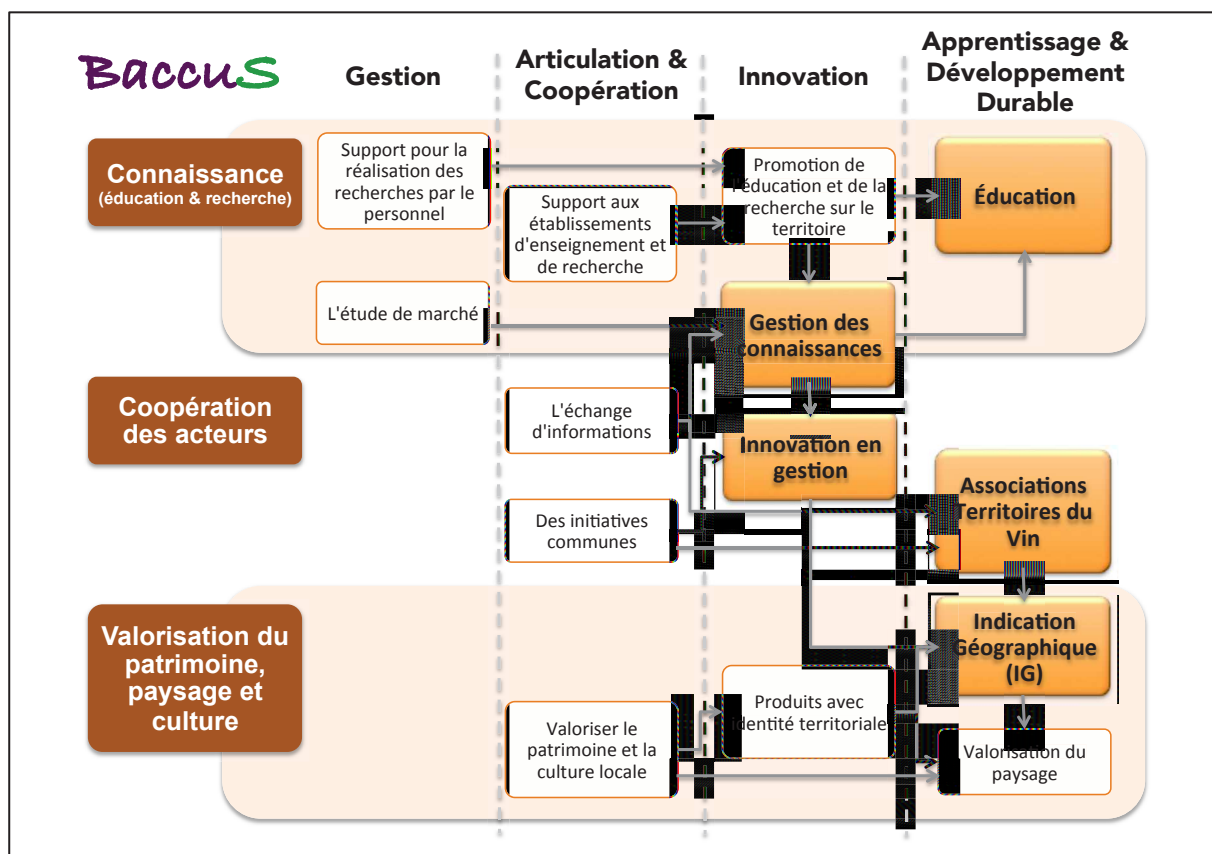 BaccuS
Gestion
Articulation &
Coopération
Innovation
Apprentissage &
Développement
Durable
Connaissance
(éducation & recherche)
Support pour la
réalisation des
recherches par le
personnel
Support aux
établissements
d'enseignement et
de recherche
Promotion de
l'éducation et de la
recherche sur le
territoire
Éducation
L'étude de marché
Gestion des
connaissances
Coopération
des acteurs
L'échange
d'informations
Innovation en
gestion
Des initiatives
communes
Associations
Territoires du
Vin
Valorisation du
patrimoine,
paysage et
culture
Indication
Géographique
(IG)
Valoriser le
patrimoine et la
culture locale
Produits avec
identité territoriale
Valorisation du
paysage